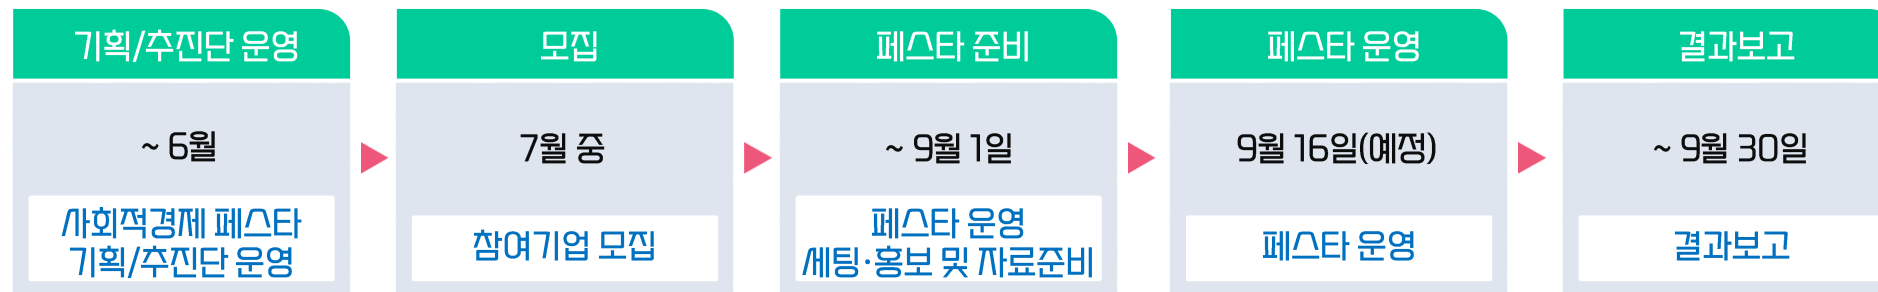 기획/추진단 운영
~ 6월
사회적경제 페스타
기획/추진단 운영
모집
7월 중
참여기업 모집
페스타 준비
~ 9월 1일
페스타 운영
세팅·홍보 및 자료준비
페스타 운영
9월 16일(예정)
페스타 운영
결과보고
~ 9월 30일
결과보고